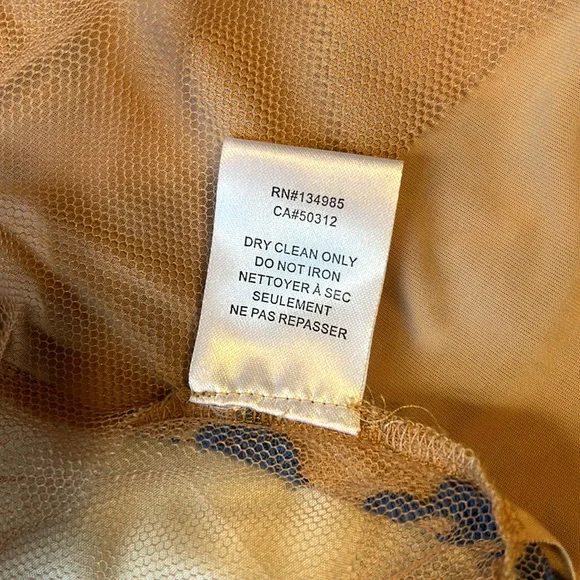 RN#134985
CA#50312
DRY CLEAN ONLY
DO NOT IRON
NETTOYER À SEC
SEULEMENT
NE PAS REPASSER